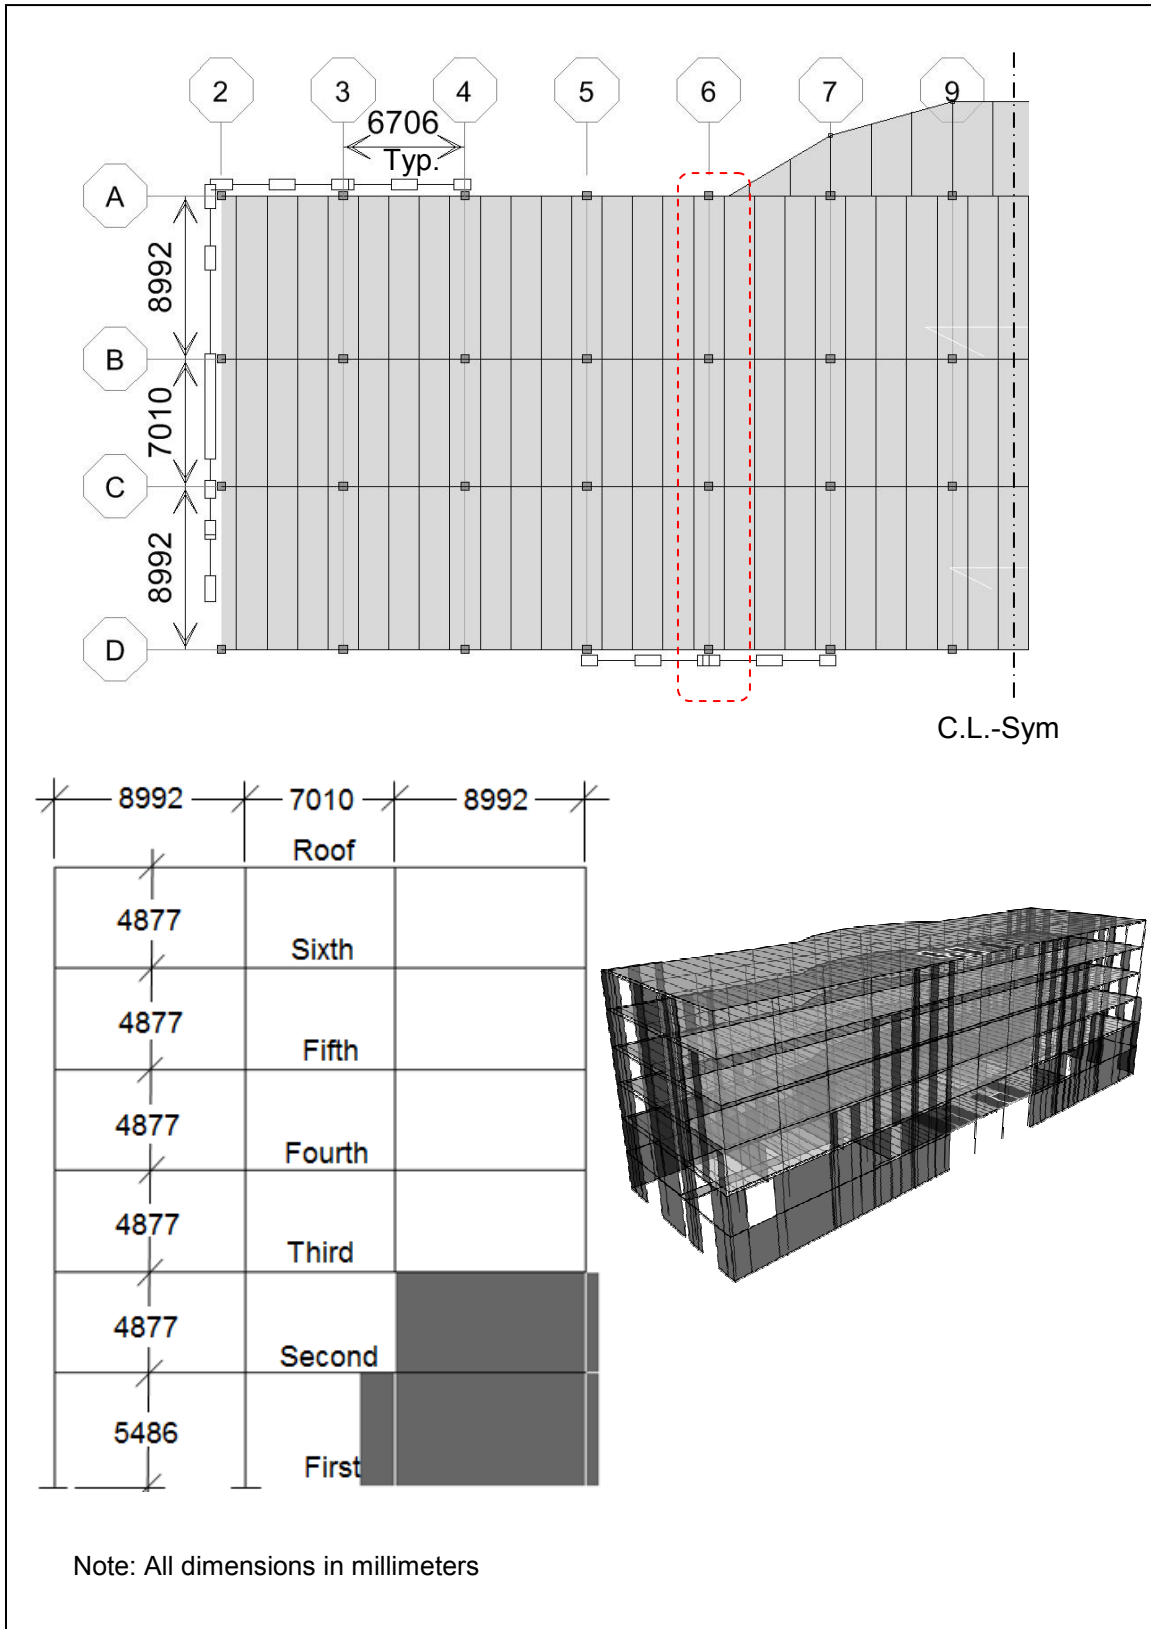 2 3 4 5 6 7 9
6706
Typ.
A
8992
B
7010
C
8992
D
C.L.-Sym
8992 7010 8992
Roof
4877
Sixth
4877
Fifth
4877
Fourth
4877
Third
4877
Second
5486
First
Note: All dimensions in millimeters